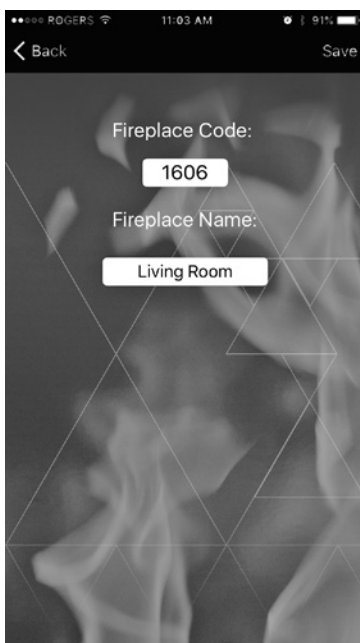 ROGERS 11:03 AM 91%
Back Save
Fireplace Code:
1606
Fireplace Name:
Living Room